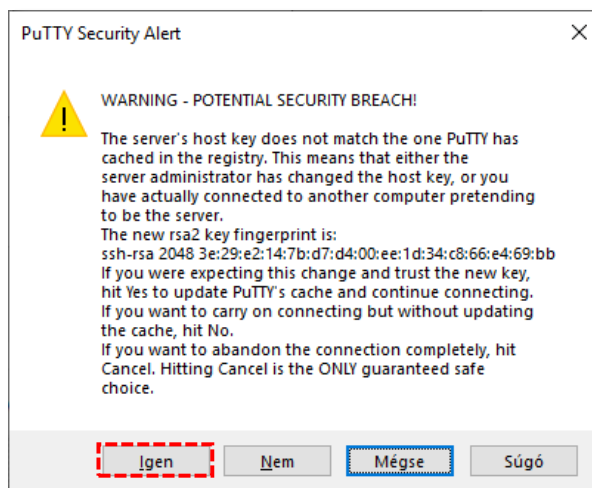 PuTTY Security Alert
WARNING - POTENTIAL SECURITY BREACH!
The server's host key does not match the one PuTTY has
cached in the registry. This means that either the
server administrator has changed the host key, or you
have actually connected to another computer pretending
to be the server.
The new rsa2 key fingerprint is:
ssh-rsa 2048 3e:29:e2:14:7b:d7:d4:00:ee:1d:34:c8:66:e4:69:bb
If you were expecting this change and trust the new key,
hit Yes to update PuTTY's cache and continue connecting.
If you want to carry on connecting but without updating
the cache, hit No.
If you want to abandon the connection completely, hit
Cancel. Hitting Cancel is the ONLY guaranteed safe
choice.
Igen Nem Mégse Súgó